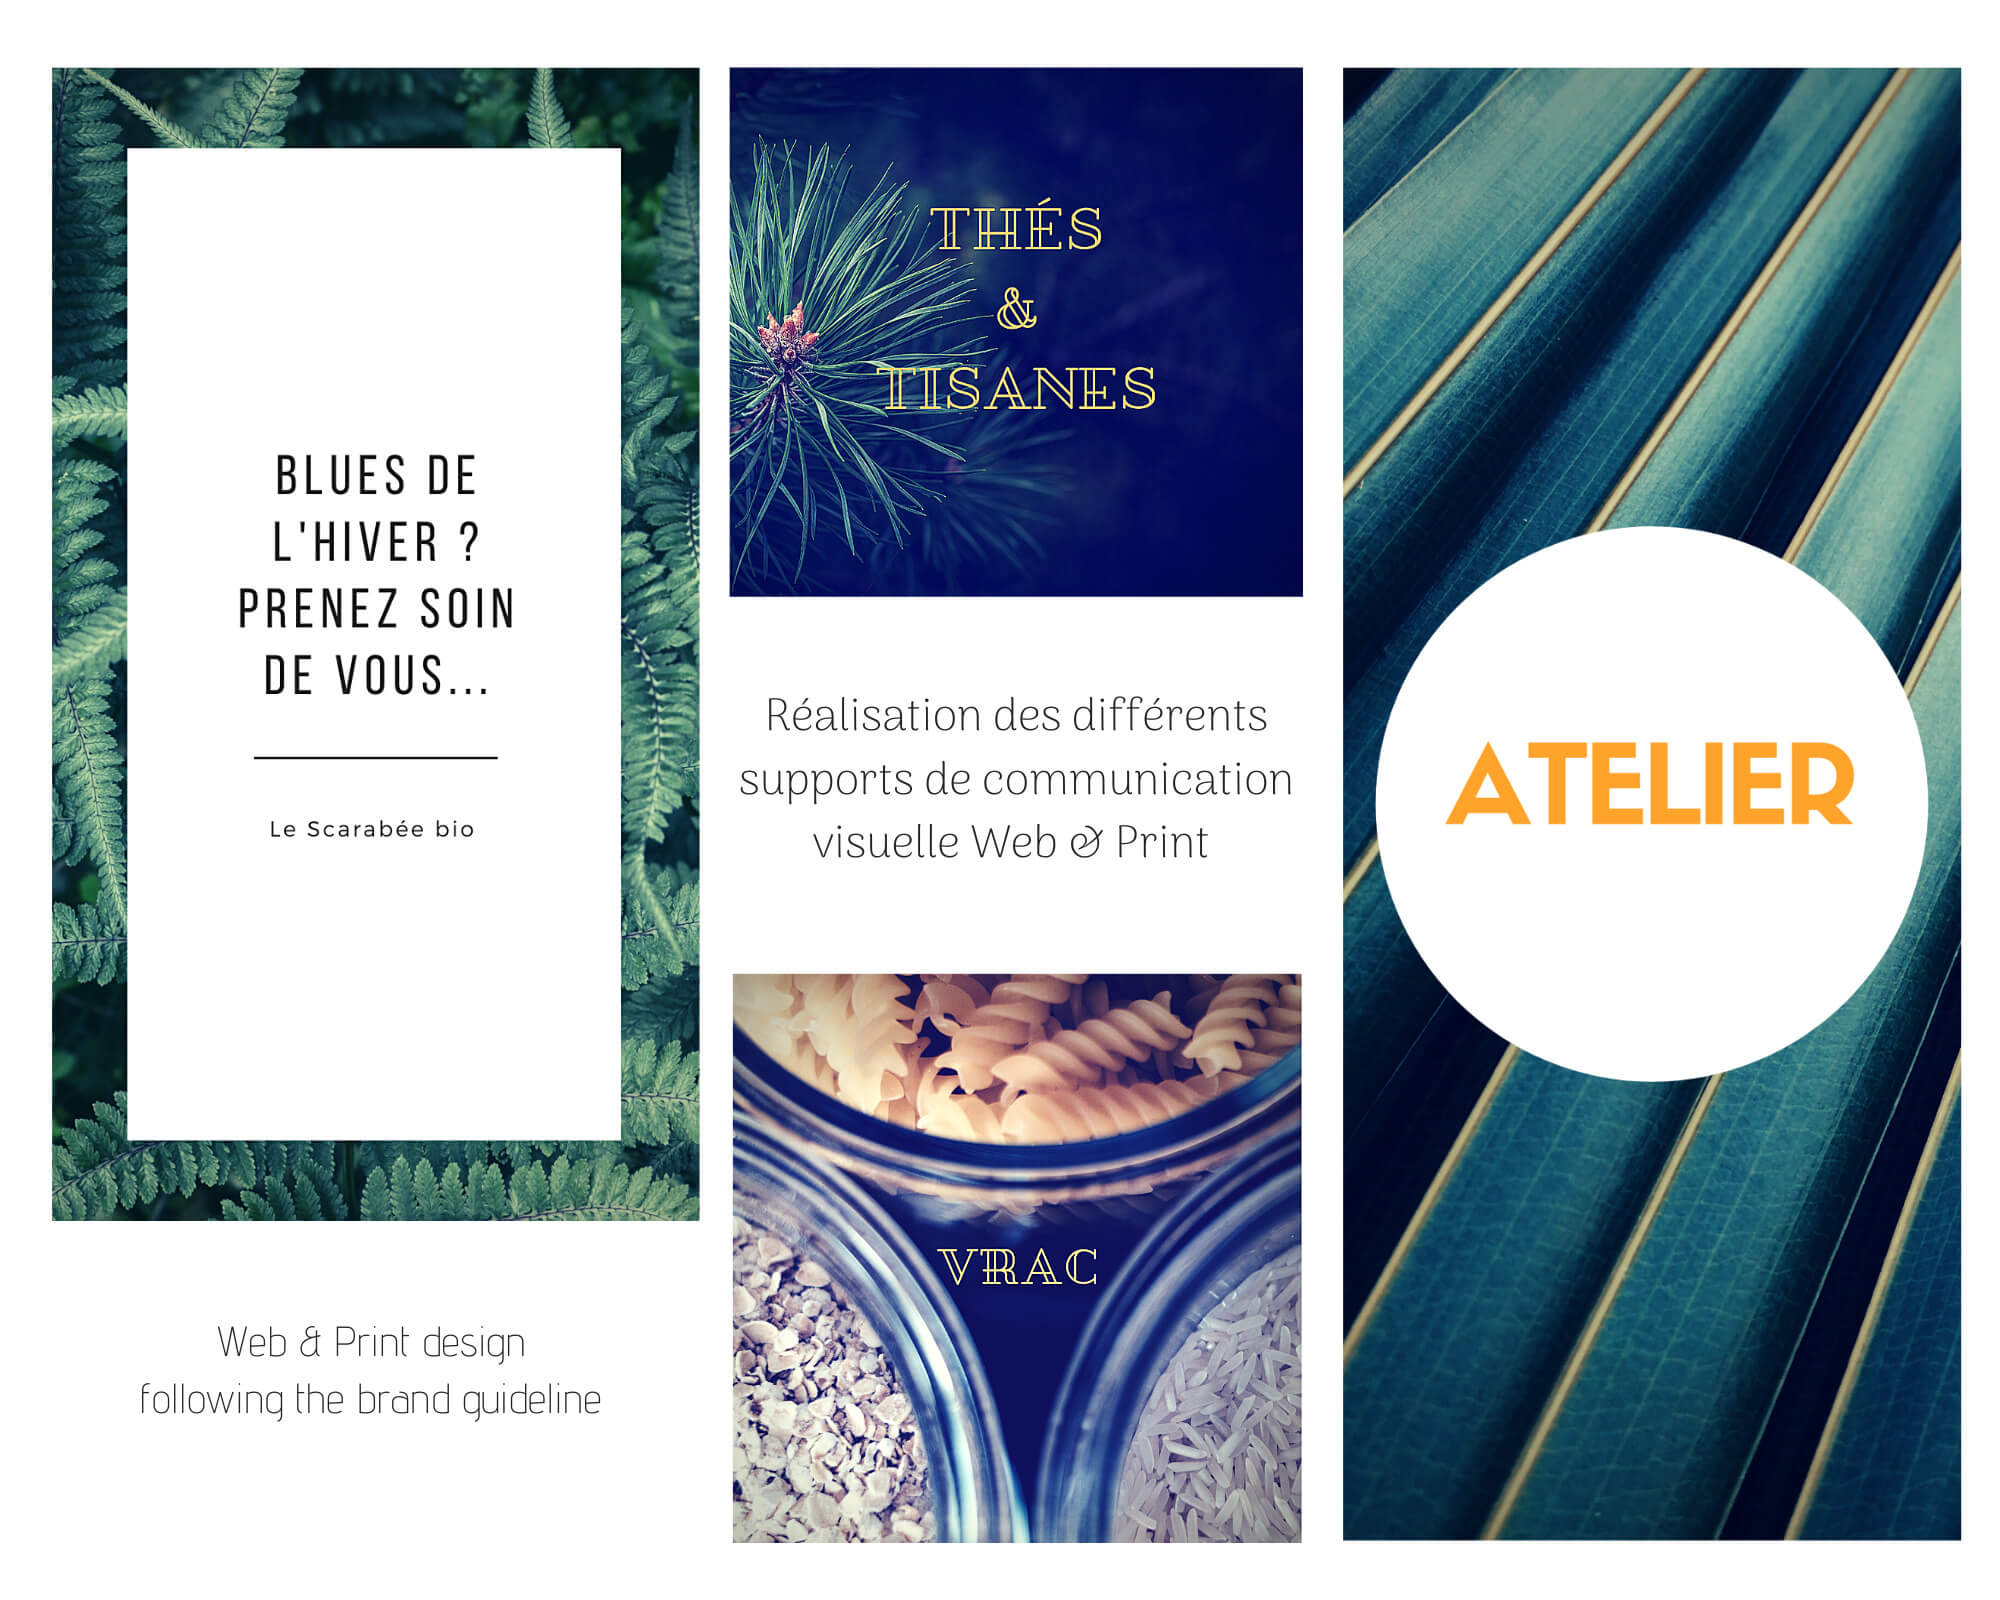 BLUES DE
L'HIVER ?
PRENEZ SOIN
DE VOUS...
Le Scarabée bio
Web & Print design
following the brand guideline
THÉS
&
TISANES
Réalisation des différents
supports de communication
visuelle Web & Print
VRAC
ATELIER